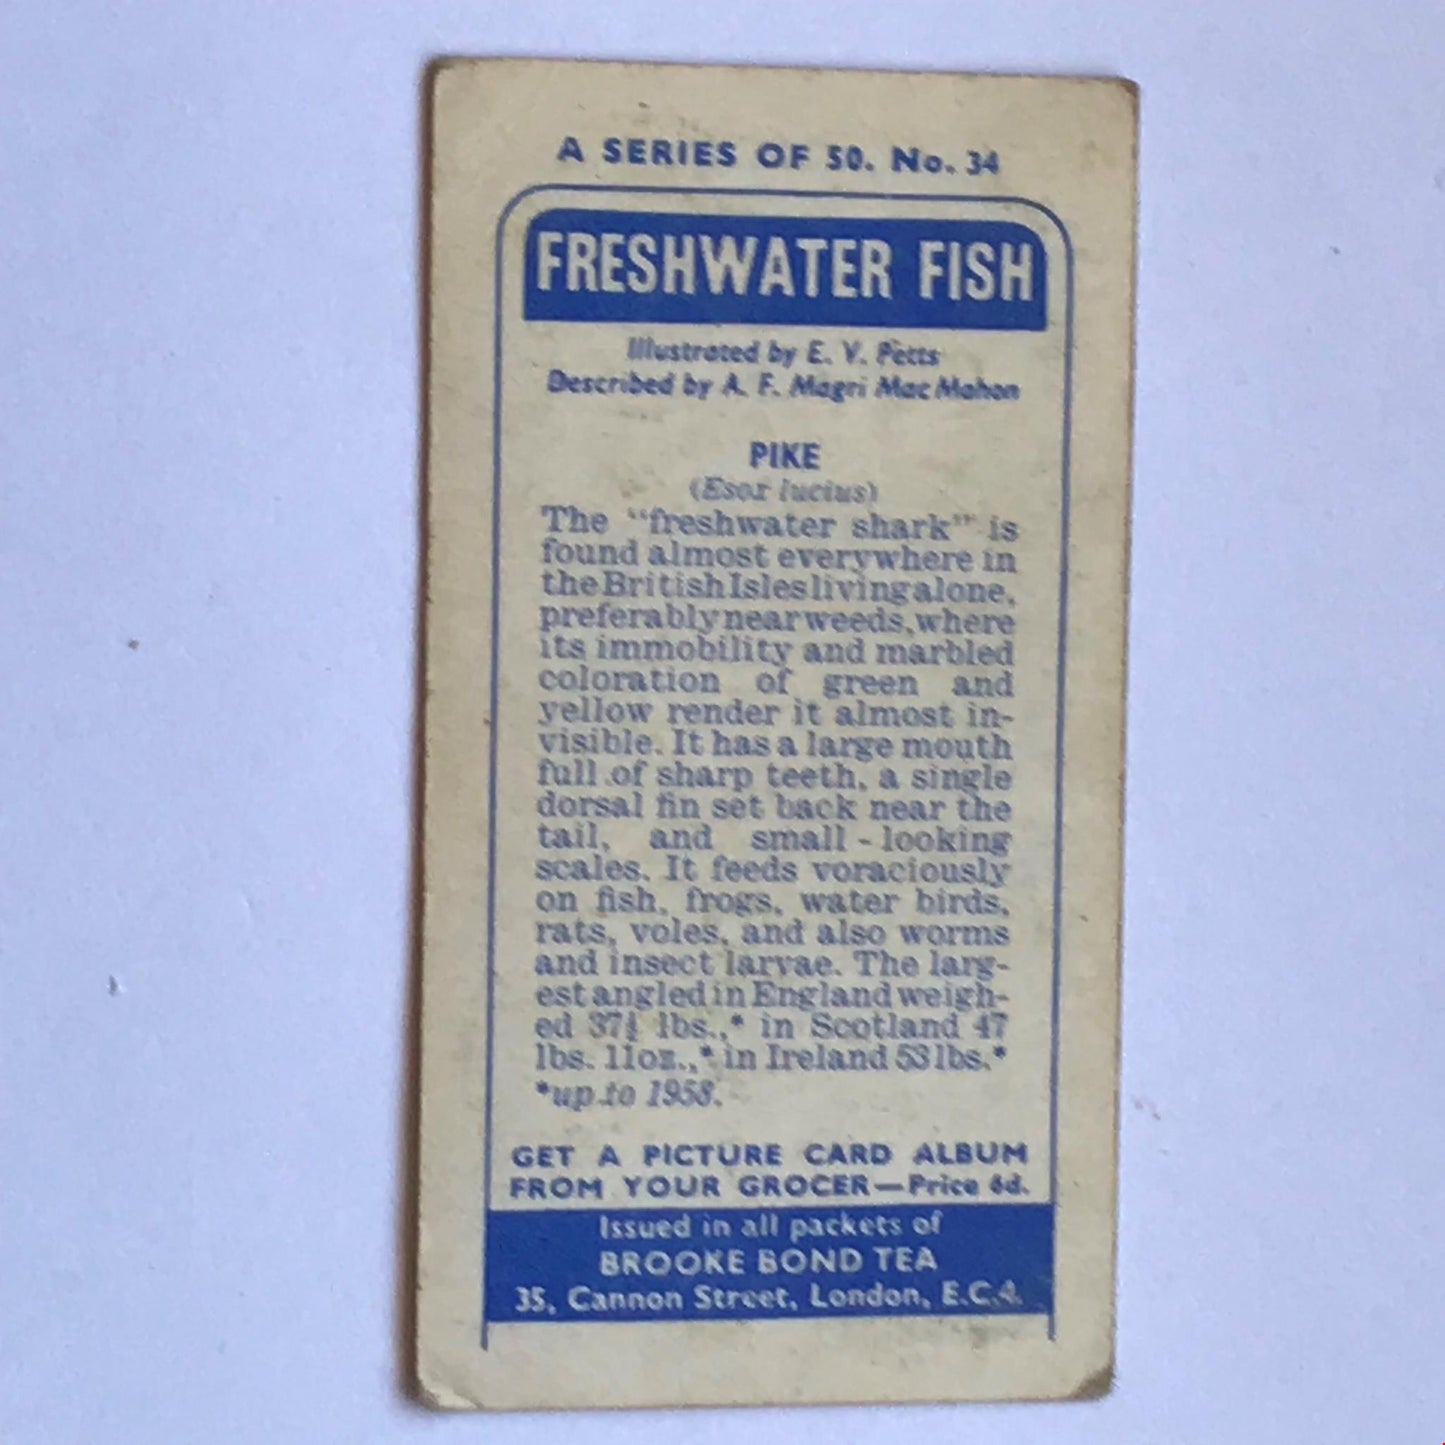 A SERIES OF 50. No. 34
FRESHWATER FISH
Illustrated by E. V. Petts
Described by A. F. Magri Mac Mahon
PIKE
(Esox lucius)
The "freshwater shark" is
found almost everywhere in
the British Isles living alone,
preferably near weeds, where
its immobility and marbled
coloration of green and
yellow render it almost in-
visible. It has a large mouth
full of sharp teeth, a single
dorsal fin set back near the
tail, and small-looking
scales. It feeds voraciously
on fish, frogs, water birds,
rats, voles, and also worms
and insect larvae. The larg-
est angled in England weigh-
ed 37½ lbs.,* in Scotland 47
lbs. 11oz.,* in Ireland 53 lbs.*
*up to 1958.
GET A PICTURE CARD ALBUM
FROM YOUR GROCER—Price 6d.
Issued in all packets of
BROOKE BOND TEA
35, Cannon Street, London, E.C.4.